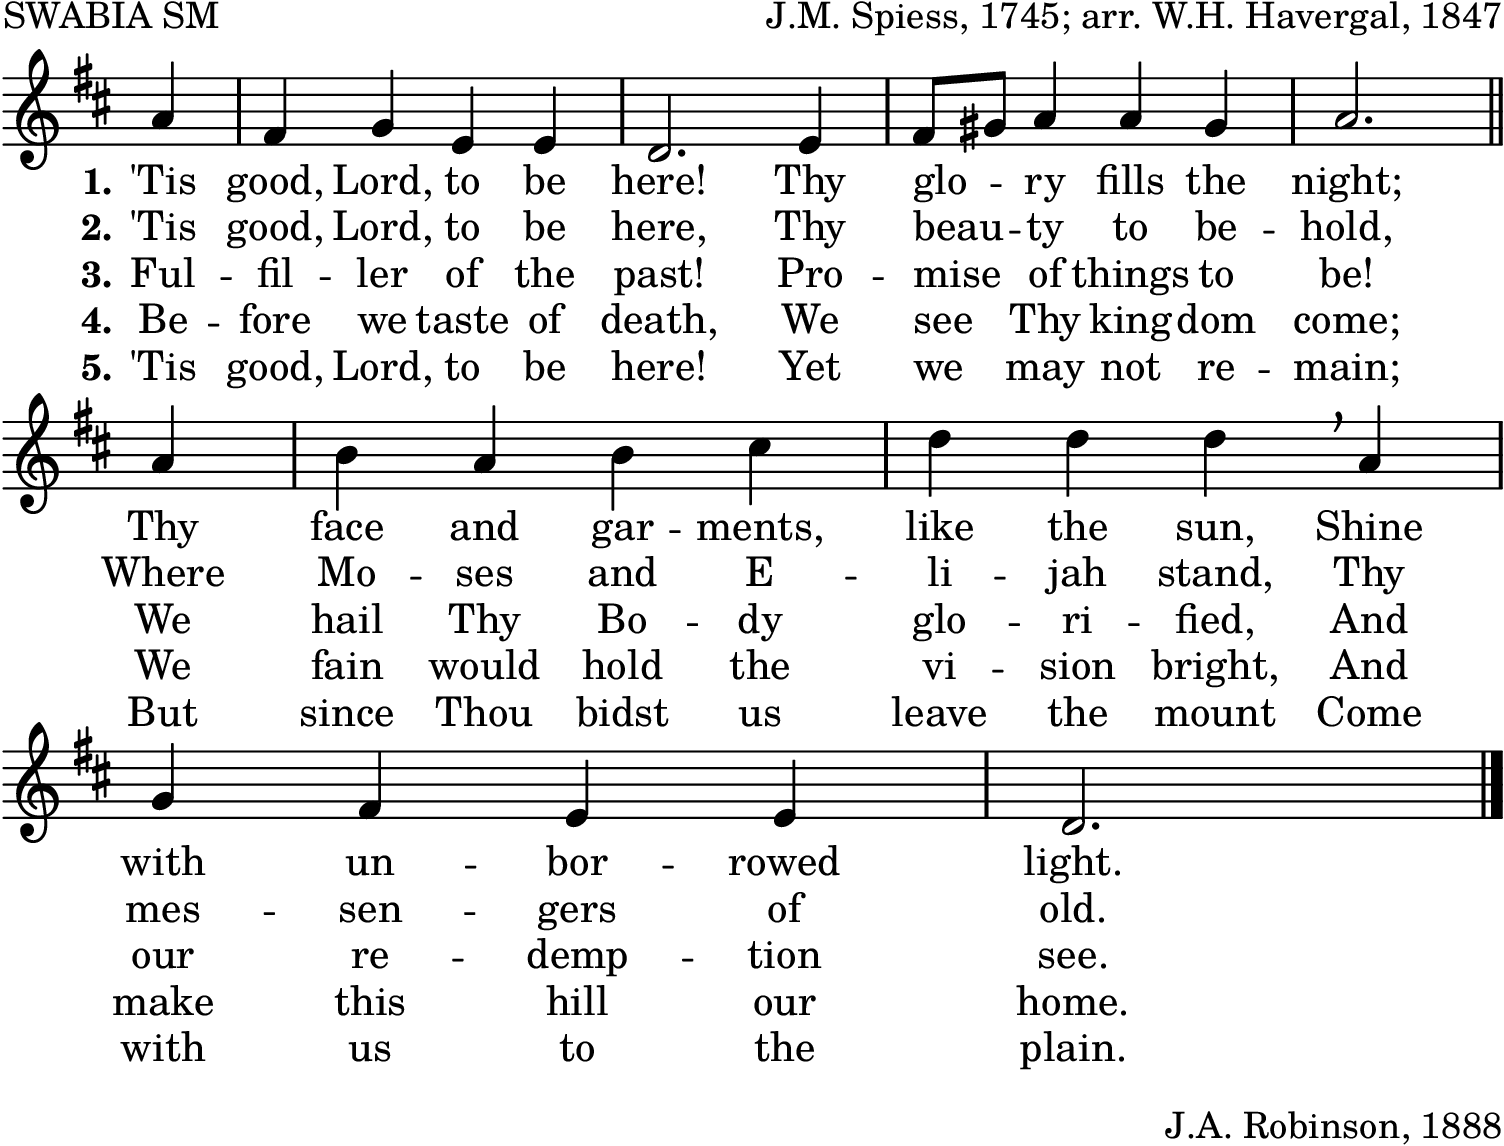 SWABIA SM
J.M. Spiess, 1745; arr. W.H. Havergal, 1847
1. 'Tis good, Lord, to be here! Thy glo -- ry fills the night;
2. 'Tis good, Lord, to be here, Thy beau -- ty to be -- hold,
3. Ful -- fil -- ler of the past! Pro -- mise of things to be!
4. Be -- fore we taste of death, We see Thy kingdom come;
5. 'Tis good, Lord, to be here! Yet we may not re -- main;
Thy face and gar -- ments, like the sun, Shine
Where Mo -- ses and E -- li -- jah stand, Thy
We hail Thy Bo -- dy glo -- ri -- fied, And
We fain would hold the vi -- sion bright, And
But since Thou bidst us leave the mount Come
with un -- bor -- rowed light.
mes -- sen -- gers of old.
our re -- demp -- tion see.
make this hill our home.
with us to the plain.
J.A. Robinson, 1888